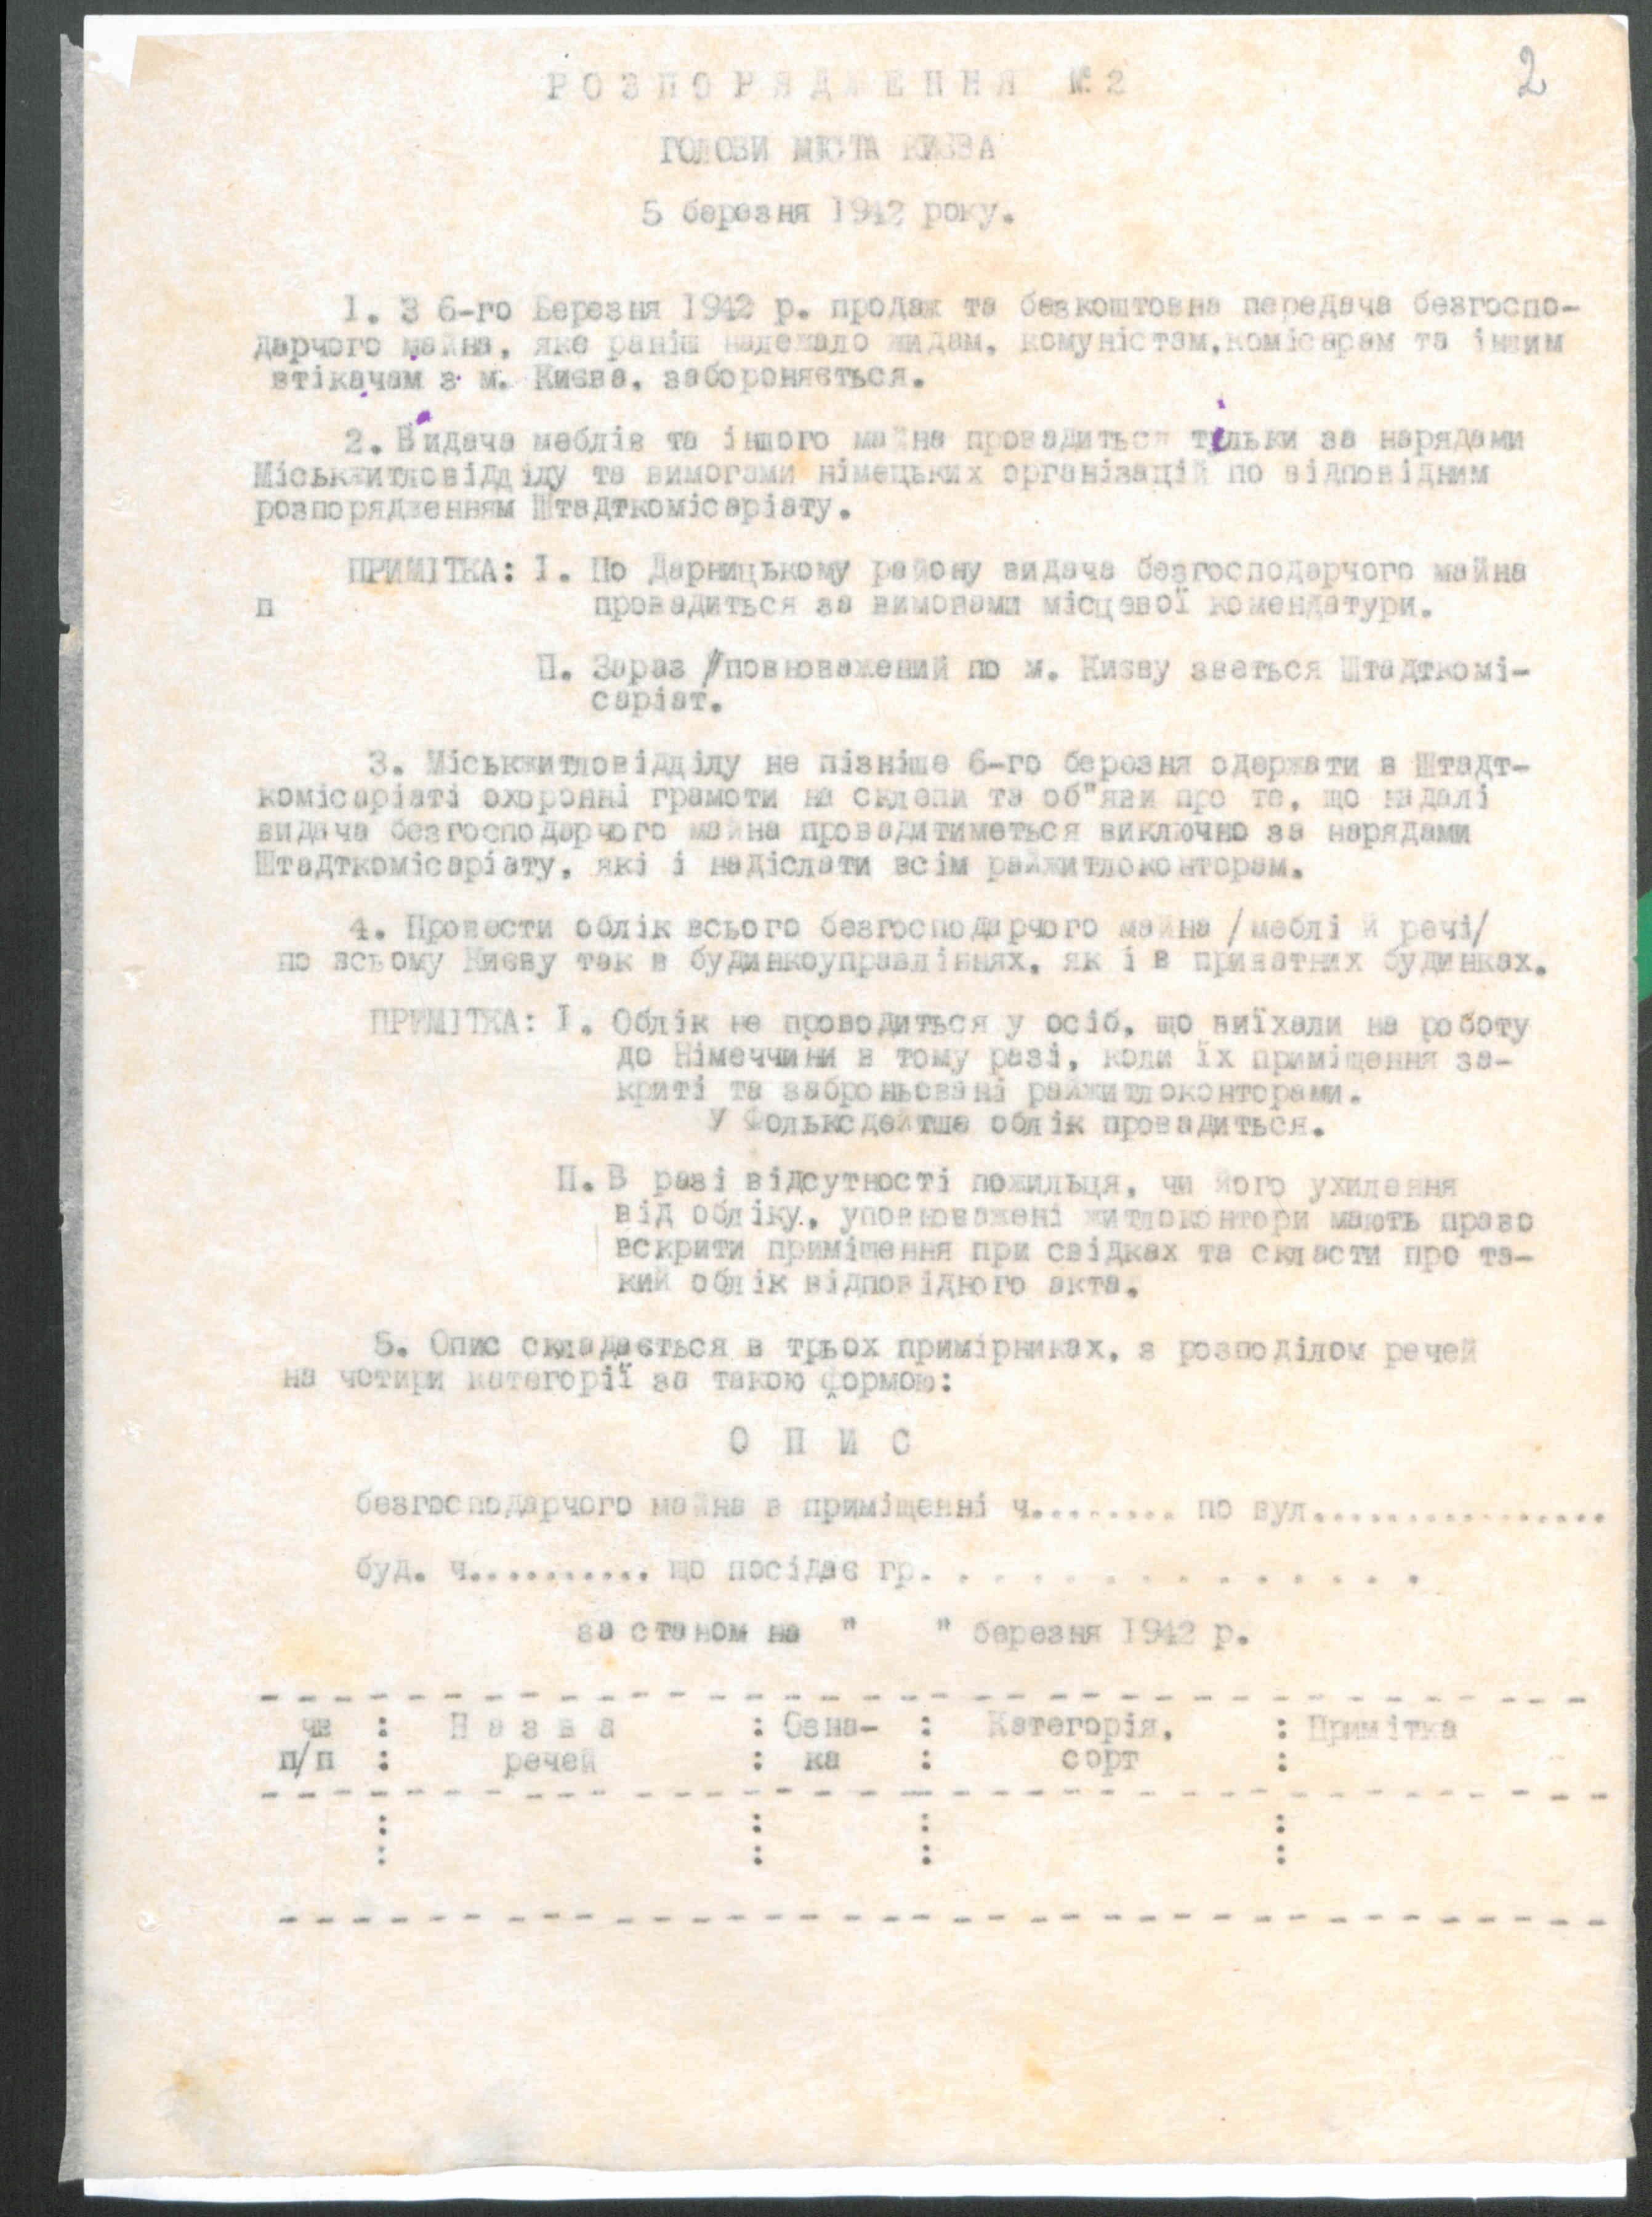 2
РОЗПОРЯДЖЕННЯ № 2
ГОЛОВИ МІСТА КИЄВА
5 березня 1942 року.
1. З 6-го Березня 1942 р. продаж та безкоштовна передача безгоспо-
дарчого майна, яке раніш належало жидам, комуністам,комісарам та іншим
втікачам з м. Києва, забороняється.
2. Видача меблів та іншого майна провадиться тільки за нарядами
Міськжитловідділу та вимогами німецьких організацій по відповідним
розпорядженням Штадткомісаріату.
ПРИМІТКА: І. По Дарницькому району видача безгосподарчого майна
п провадиться за вимовами місцевої комендатури.
П. Зараз /повноважений по м. Києву зветься Штадткомі-
саріат.
3. Міськжитловідділу не пізніше 6-го березня одержати в Штадт-
комісаріаті охоронні грамоти на склепи та об"яви про те, що надалі
видача безгосподарчого майна провадитиметься виключно за нарядами
Штадткомісаріату, які і надіслати всім райжитлоконторам.
4. Провести облік всього безгосподарчого майна /меблі й речі/
по всьому Києву так в будинкоуправліннях, як і в приватних будинках.
ПРИМІТКА: І. Облік не проводиться у осіб, що виїхали на роботу
до Німеччини в тому разі, коли їх приміщення за-
криті та заброньовані райжитлоконторами.
У Фольксдейтше облік провадиться.
П. В разі відсутності пожильця, чи його ухилення
від обліку, уповноважені житлоконтори мають право
вскрити приміщення при свідках та скласти про та-
кий облік відповідного акта.
5. Опис складається в трьох примірниках, з розподілом речей
на чотири категорії за такою формою:
О П И С
безгосподарчого майна в приміщенні ч........ по вул................
буд. ч.......... що посідає гр. . . . . . . . . . . . . . .
за станом на " " березня 1942 р.
чч : Назва : Озна- : Категорія, : Примітка
п/п : речей : ка : сорт :